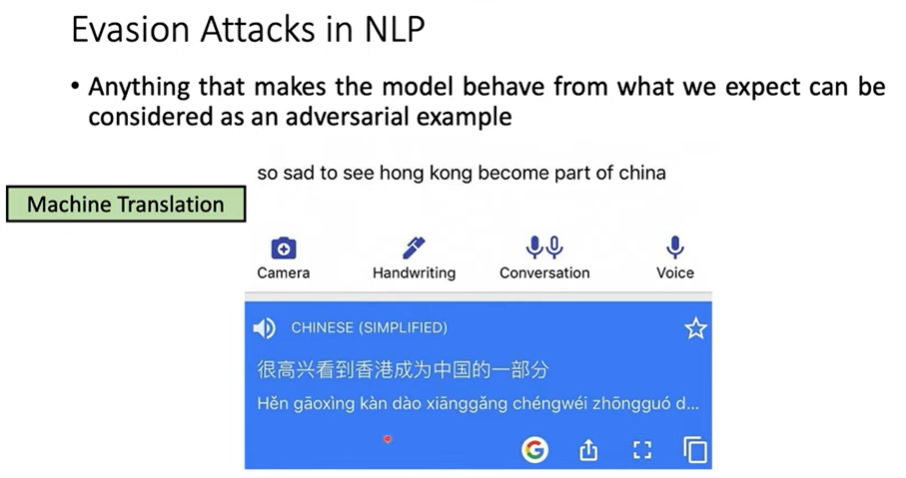 Evasion Attacks in NLP
• Anything that makes the model behave from what we expect can be
considered as an adversarial example
so sad to see hong kong become part of china
Machine Translation
Camera
Handwriting
Conversation
Voice
CHINESE (SIMPLIFIED)
很高兴看到香港成为中国的一部分
Hěn gāoxìng kàn dào xiānggǎng chéngwéi zhōngguó d...
G